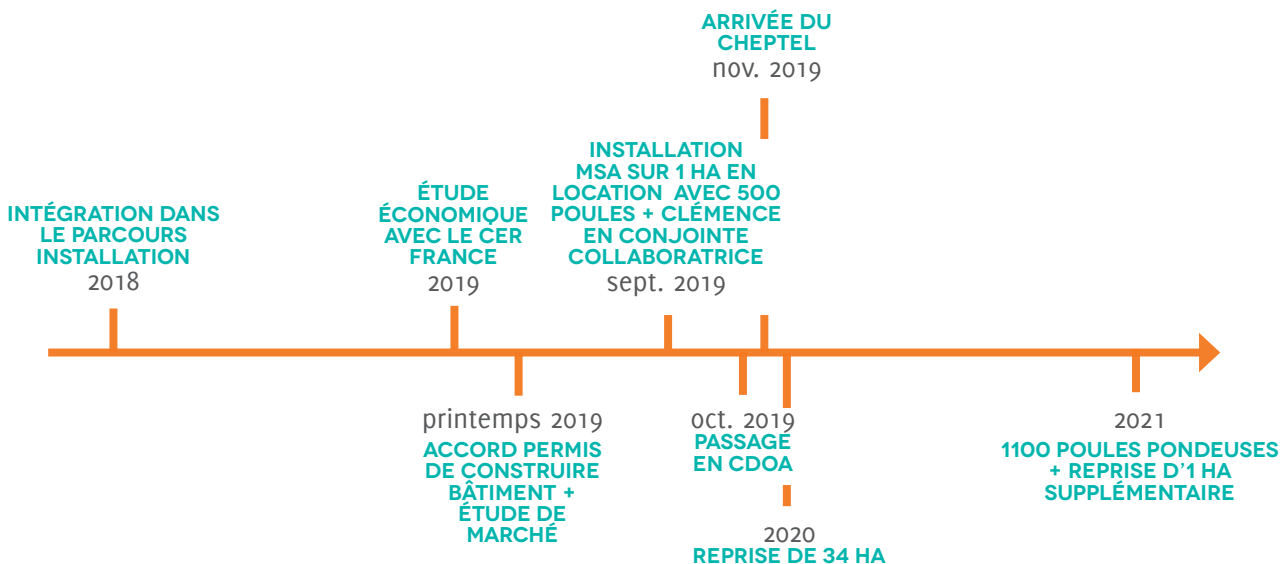 INTÉGRATION DANS
LE PARCOURS
INSTALLATION
2018
ÉTUDE
ÉCONOMIQUE
AVEC LE CER
FRANCE
2019
printemps 2019
ACCORD PERMIS
DE CONSTRUIRE
BÂTIMENT +
ÉTUDE DE
MARCHÉ
INSTALLATION
MSA SUR 1 HA EN
LOCATION AVEC 500
POULES + CLÉMENCE
EN CONJOINTE
COLLABORATRICE
sept. 2019
oct. 2019
PASSAGE
EN CDOA
ARRIVÉE DU
CHEPTEL
nov. 2019
2020
REPRISE DE 34 HA
2021
1100 POULES PONDEUSES
+ REPRISE D'1 HA
SUPPLÉMENTAIRE